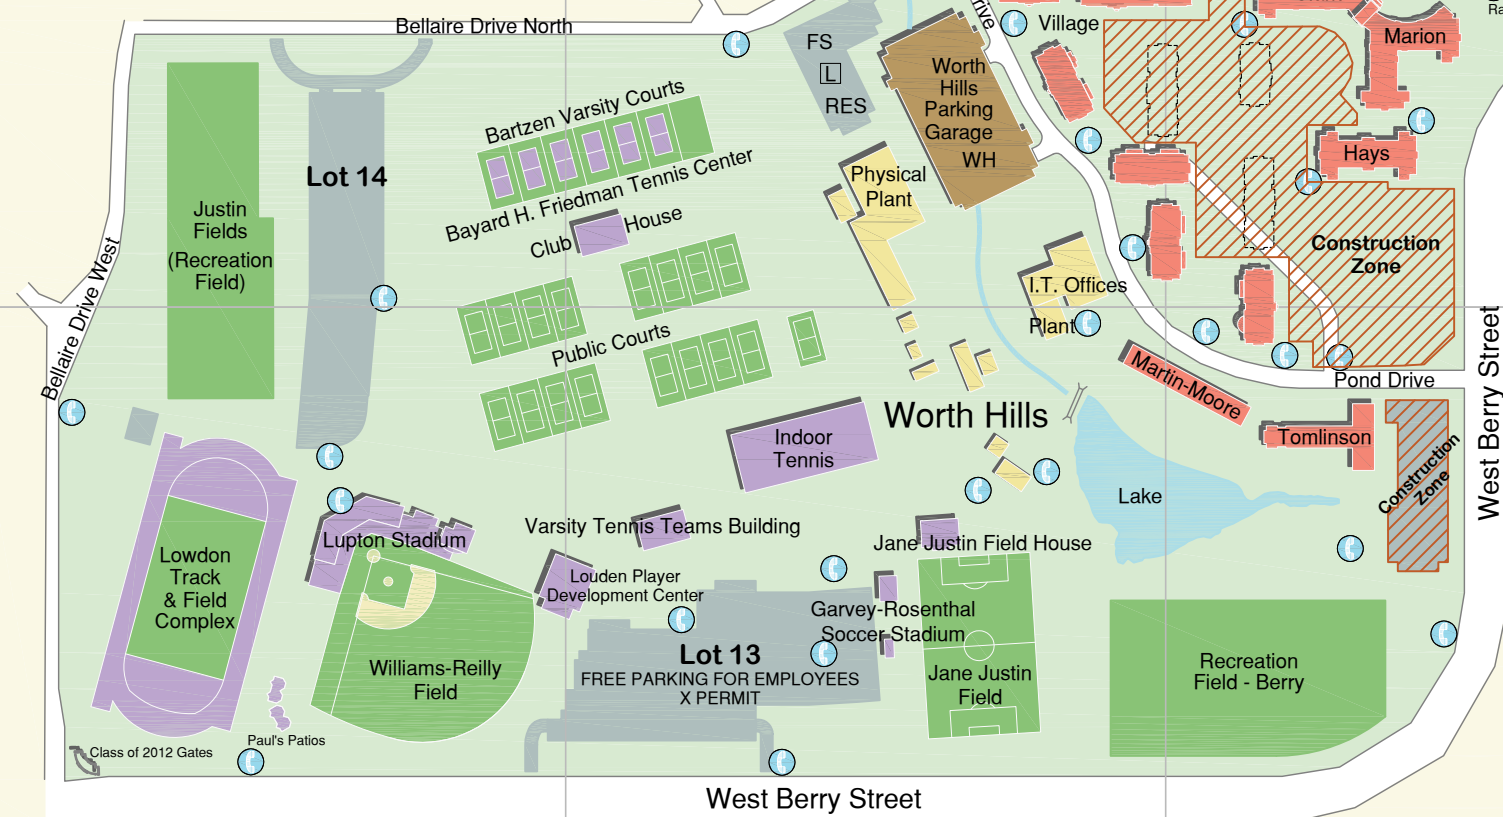 Bellaire Drive North
FS
L
RES
Drive
Village
Marion
Ra
Worth
Hills
Parking
Garage
WH
Bartzen Varsity Courts
Bayard H. Friedman Tennis Center
Club House
Lot 14
Justin
Fields
(Recreation
Field)
Physical
Plant
Hays
Construction
Zone
Bellaire Drive West
I.T. Offices
Plant
Public Courts
Martin-Moore
Pond Drive
West Berry Street
Worth Hills
Indoor
Tennis
Tomlinson
Construction
Zone
Lake
Varsity Tennis Teams Building
Lupton Stadium
Jane Justin Field House
Lowdon
Track
& Field
Complex
Louden Player
Development Center
Garvey-Rosenthal
Soccer Stadium
Lot 13
FREE PARKING FOR EMPLOYEES
X PERMIT
Williams-Reilly
Field
Jane Justin
Field
Recreation
Field - Berry
Paul's Patios
Class of 2012 Gates
West Berry Street